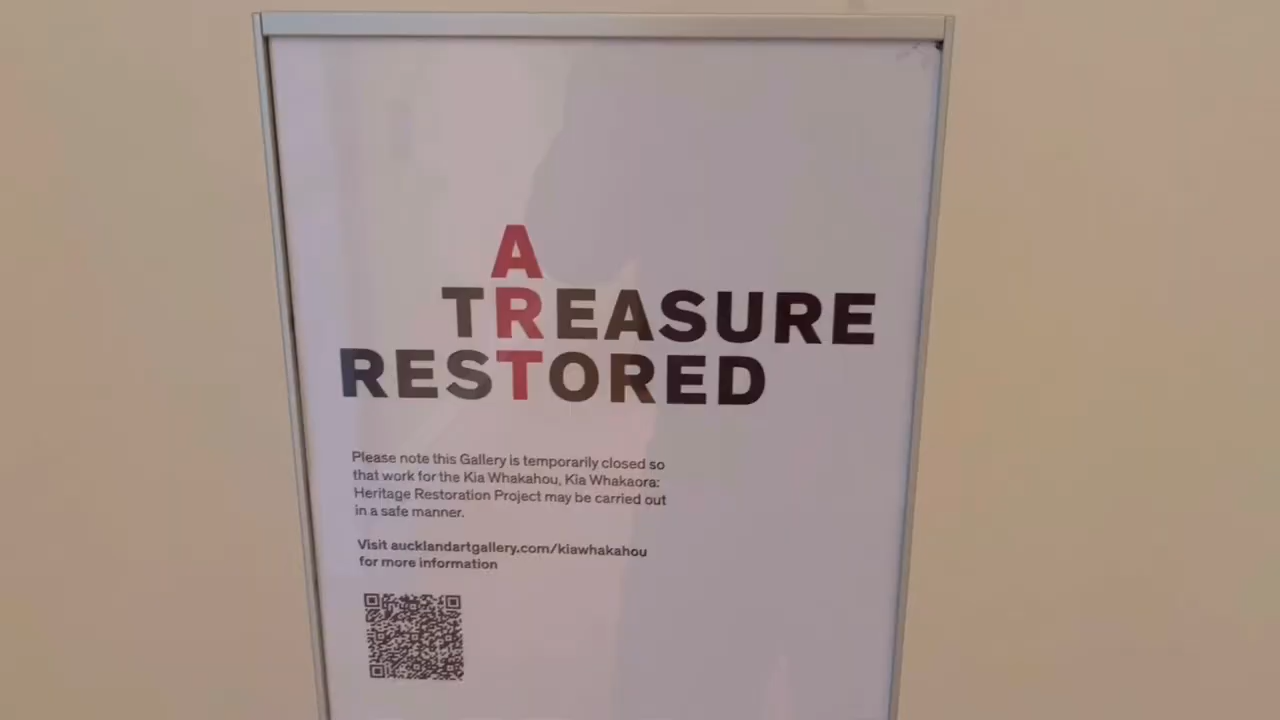 A
TREASURE
RESTORED
Please note this Gallery is temporarily closed so
that work for the Kia Whakahou, Kia Whakaora:
Heritage Restoration Project may be carried out
in a safe manner.
Visit aucklandartgallery.com/kiawhakahou
for more information